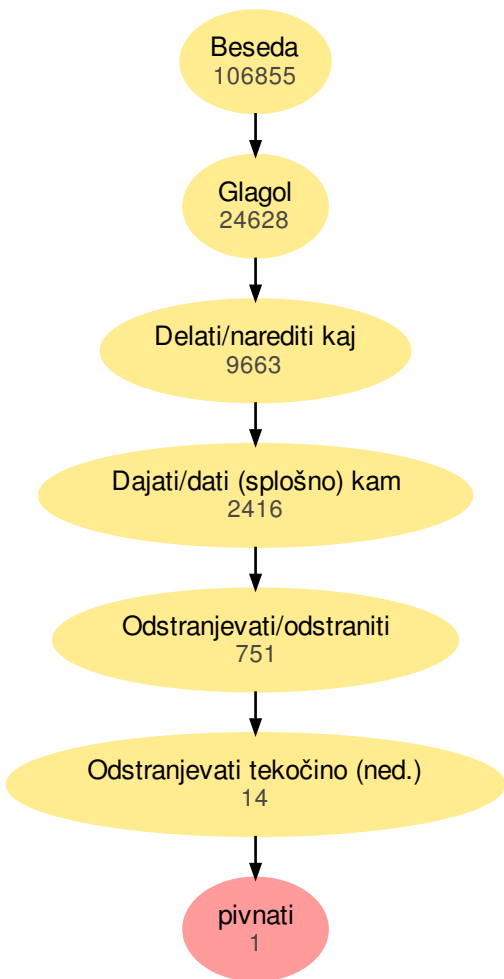 Beseda
106855
Glagol
24628
Delati/narediti kaj
9663
Dajati/dati (splošno) kam
2416
Odstranjevati/odstraniti
751
Odstranjevati tekočino (ned.)
14
pivnati
1